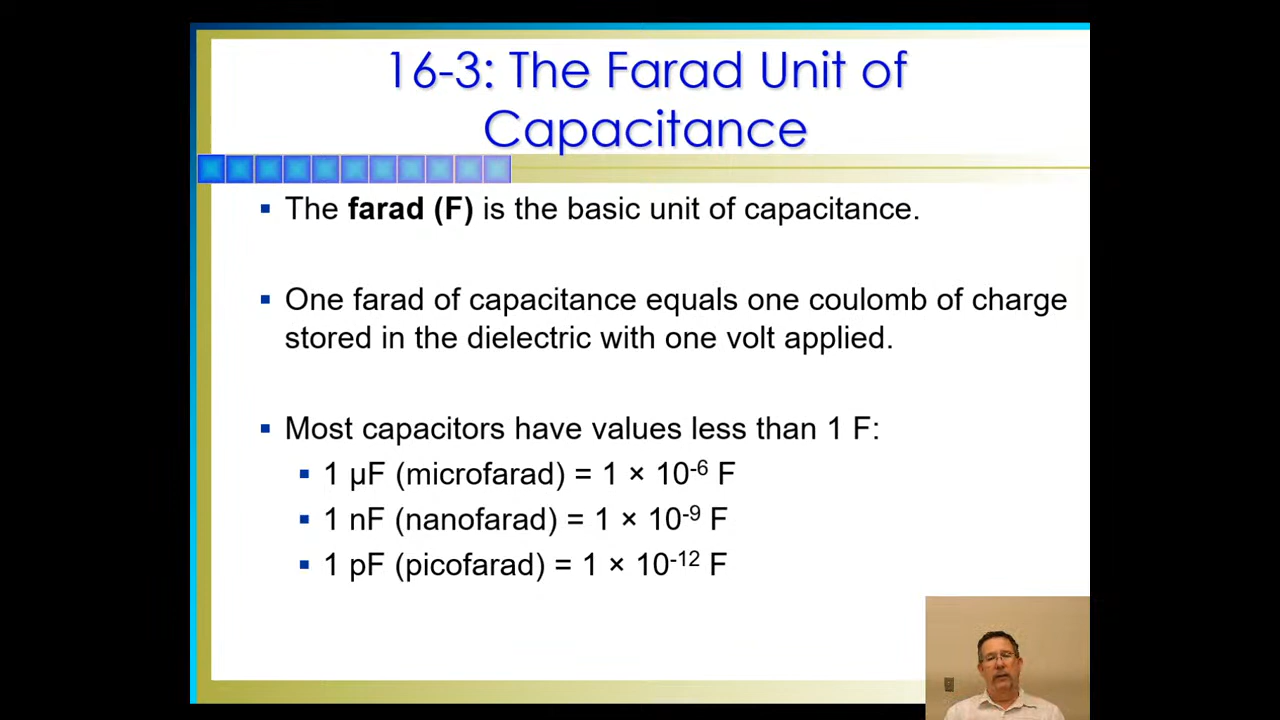 16-3: The Farad Unit of
Capacitance
▪ The farad (F) is the basic unit of capacitance.
▪ One farad of capacitance equals one coulomb of charge
stored in the dielectric with one volt applied.
▪ Most capacitors have values less than 1 F:
▪ 1 μF (microfarad) = 1 × 10⁻⁶ F
▪ 1 nF (nanofarad) = 1 × 10⁻⁹ F
▪ 1 pF (picofarad) = 1 × 10⁻¹² F